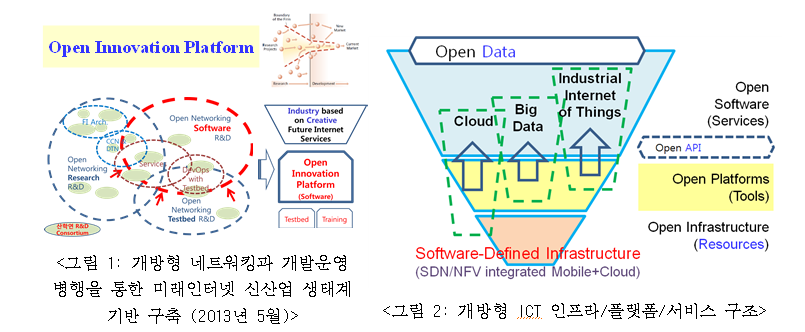 Open Innovation Platform
Boundary of the Firm
New Market
Research Projects
Current Market
Research
Development
FI Arch.
CCN
DTN
Open Networking
Software
R&D
Open
Networking
Research
R&D
Services
DevOps
with
Testbed
Open
Networking
Testbed R&D
산학연 R&D
Consortium
Industry based
on Creative
Future Internet
Services
Open
Innovation
Platform
(Software)
Testbed
Training
<그림 1: 개방형 네트워킹과 개발운영
병행을 통한 미래인터넷 신산업 생태계
기반 구축 (2013년 5월)>
Open Data
Cloud
Big
Data
Industrial
Internet
of Things
Open
Software
(Services)
Open API
Open Platforms
(Tools)
Open Infrastructure
(Resources)
Software-Defined Infrastructure
(SDN/NFV integrated Mobile+Cloud)
<그림 2: 개방형 ICT 인프라/플랫폼/서비스 구조>